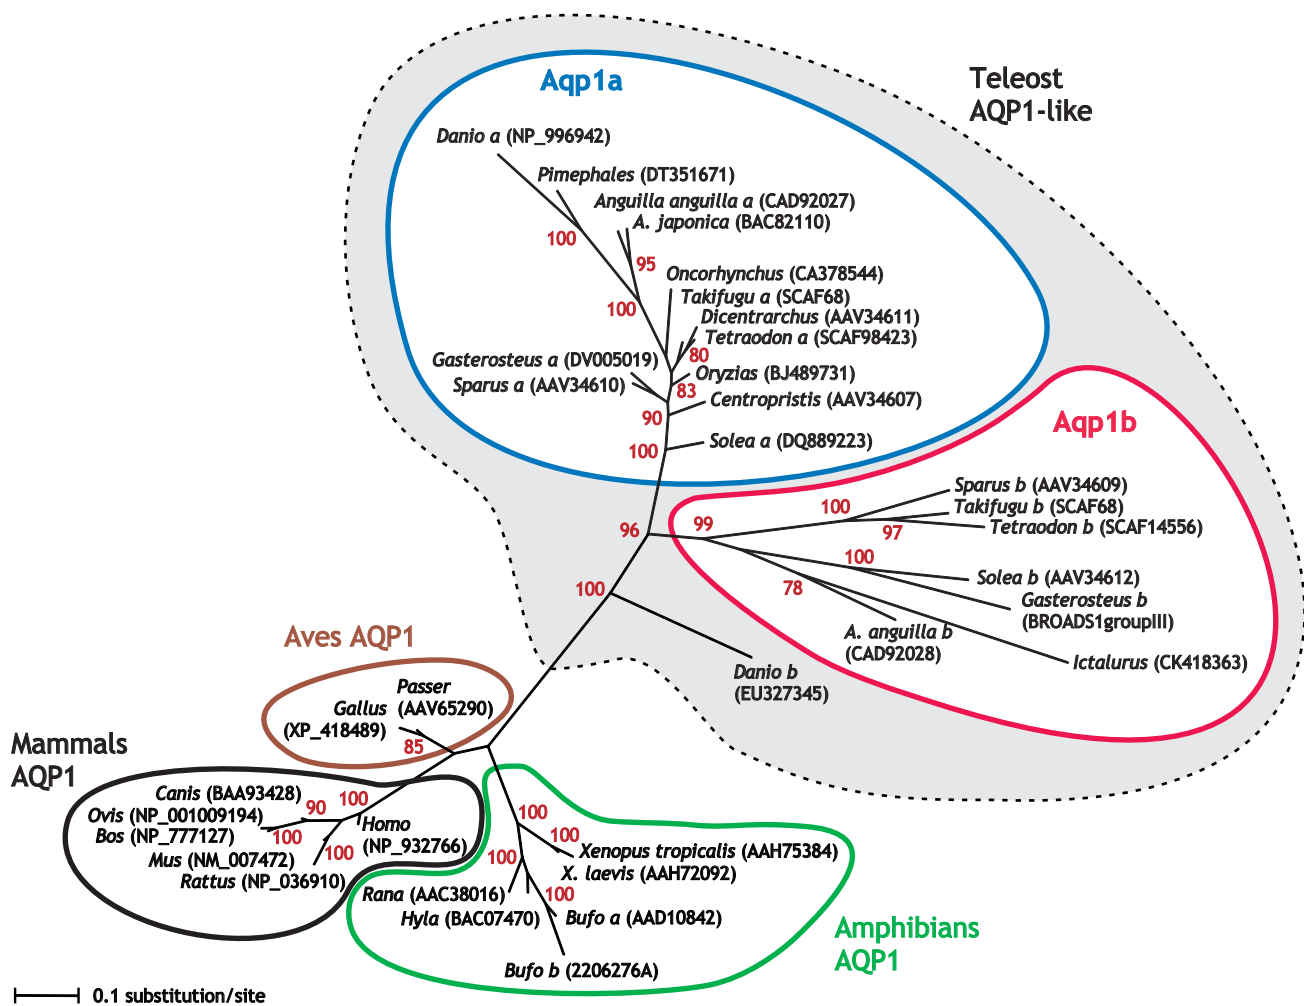 Aqp1a
Teleost
AQP1-like
Danio a (NP_996942)
Pimephales (DT351671)
Anguilla anguilla a (CAD92027)
A. japonica (BAC82110)
100
95
Oncorhynchus (CA378544)
Takifugu a (SCAF68)
100
Dicentrarchus (AAV34611)
Tetraodon a (SCAF98423)
80
Gasterosteus a (DV005019)
Oryzias (BJ489731)
Sparus a (AAV34610)
83
Centropristis (AAV34607)
90
Solea a (DQ889223)
100
Aqp1b
Sparus b (AAV34609)
100
Takifugu b (SCAF68)
96
99
Tetraodon b (SCAF14556)
97
100
Solea b (AAV34612)
100
78
Gasterosteus b
(BROADS1groupIII)
A. anguilla b
(CAD92028)
Ictalurus (CK418363)
Danio b
(EU327345)
Aves AQP1
Passer
(AAV65290)
Gallus
(XP_418489)
85
Mammals
AQP1
Canis (BAA93428)
100
90
Ovis (NP_001009194)
Bos (NP_777127)
100
Homo
(NP_932766)
Mus (NM_007472)
100
Rattus (NP_036910)
100
100
Xenopus tropicalis (AAH75384)
100
X. laevis (AAH72092)
Rana (AAC38016)
100
Hyla (BAC07470)
Bufo a (AAD10842)
Bufo b (2206276A)
Amphibians
AQP1
0.1 substitution/site